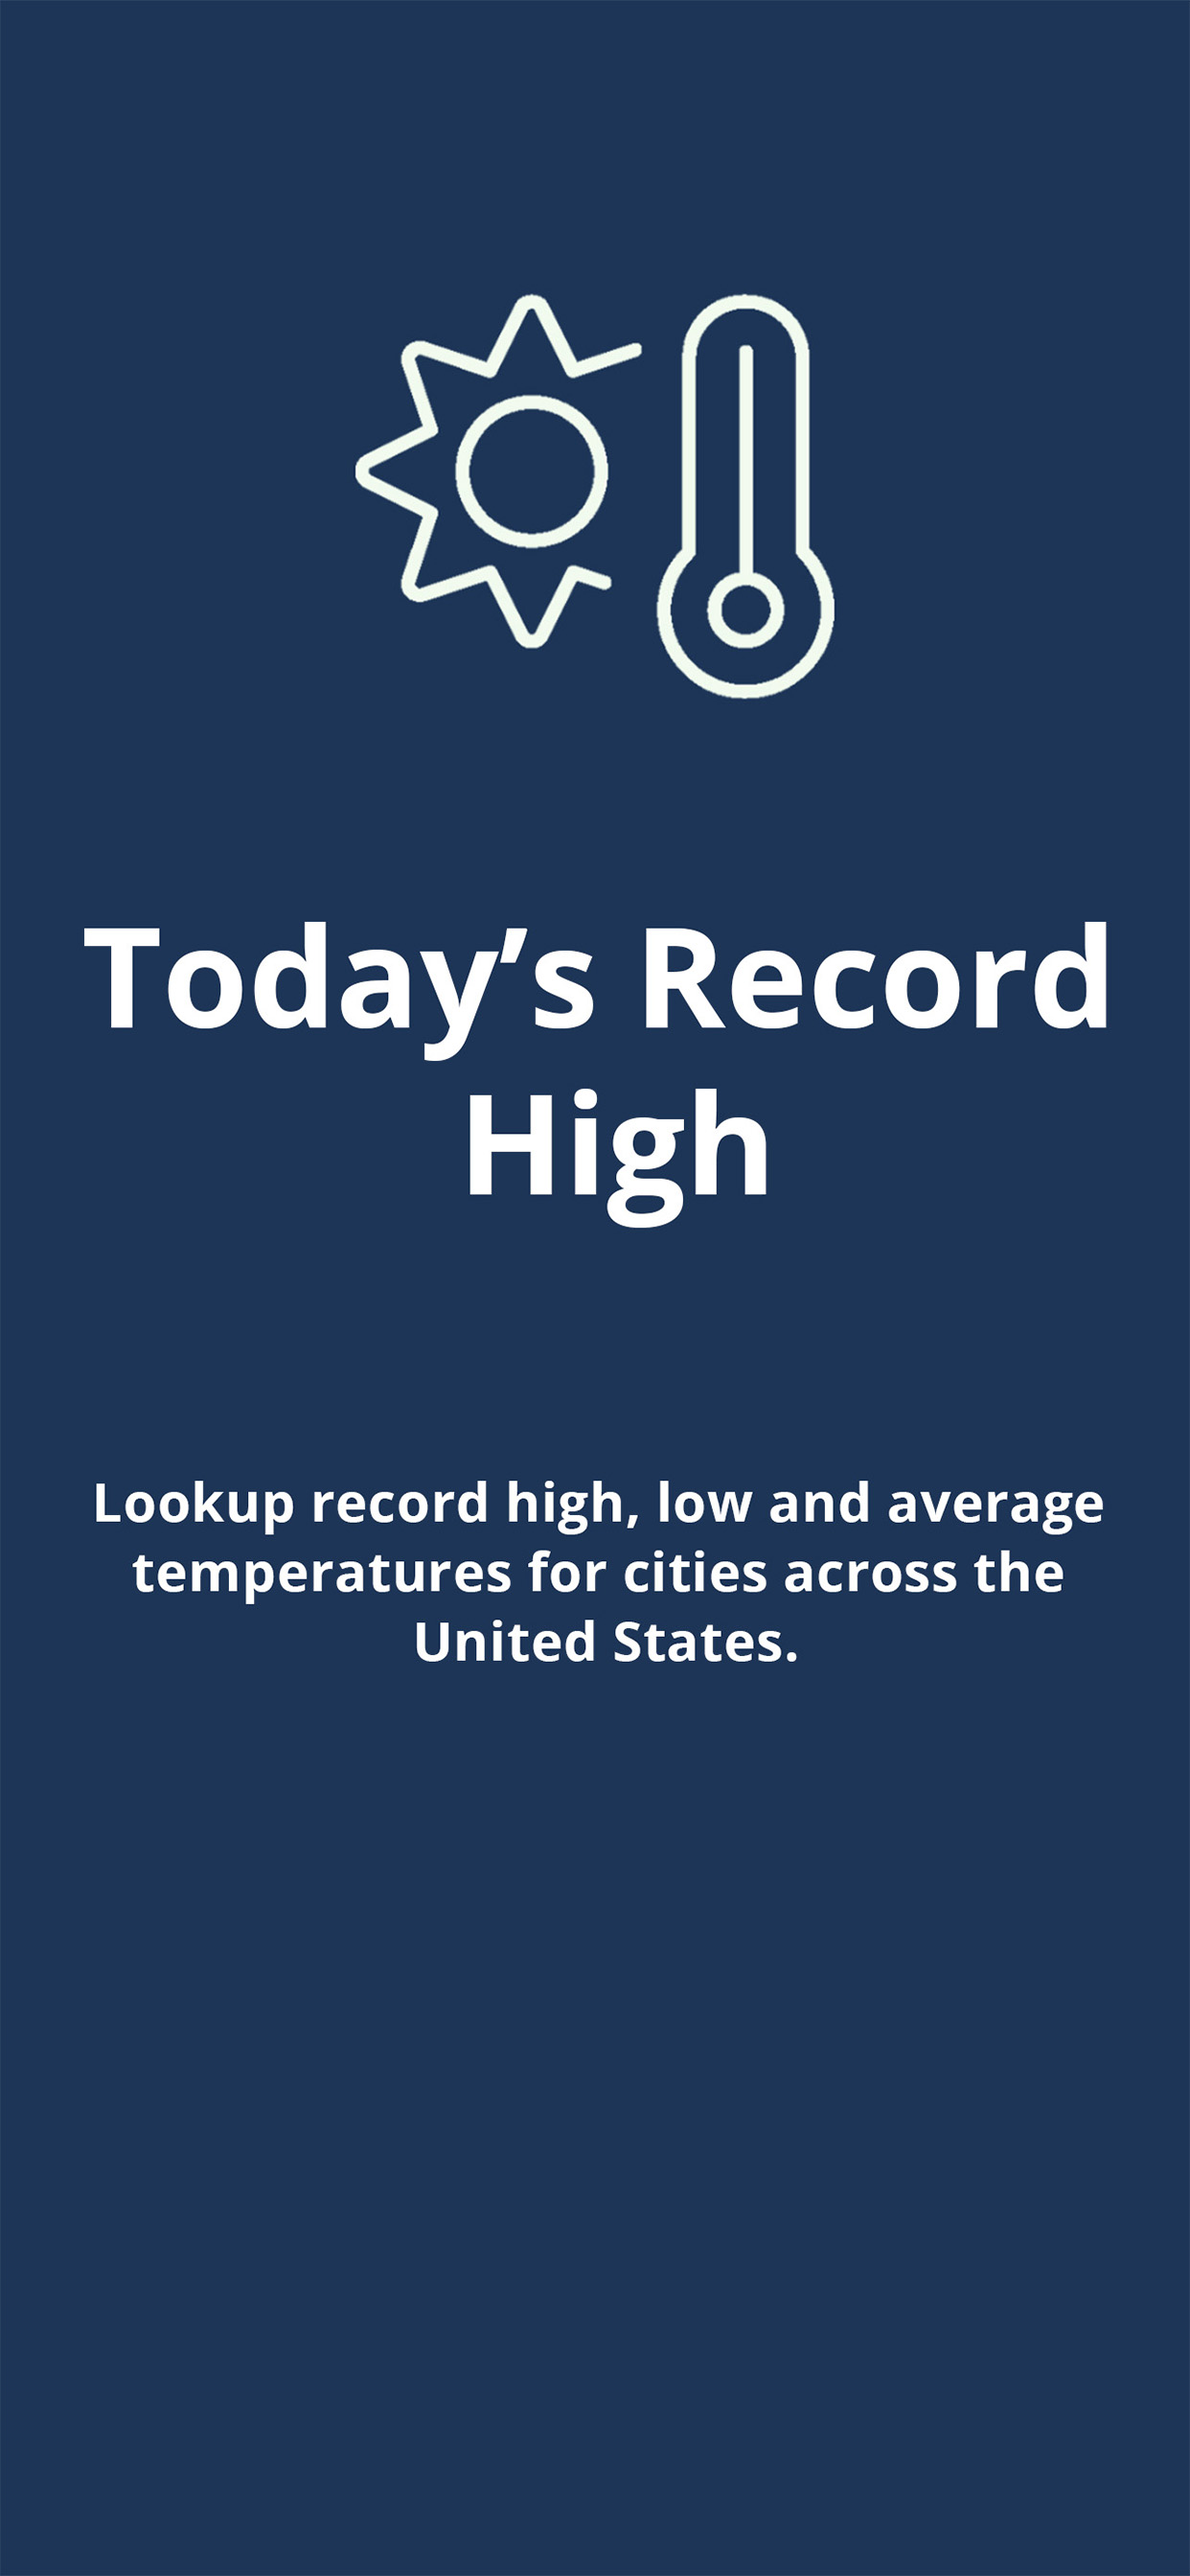 Today’s Record
High
Lookup record high, low and average
temperatures for cities across the
United States.